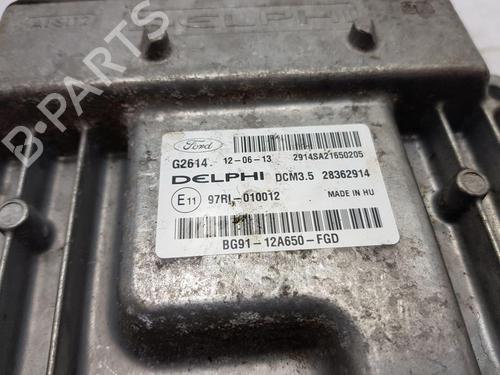 DELPHI
Ford
G2614. 12-06-13 2914SA21650205
DELPHI DCM3.5 28362914
E11 97RL-010012 MADE IN HU
BG91-12A650-FGD
B-PARTS